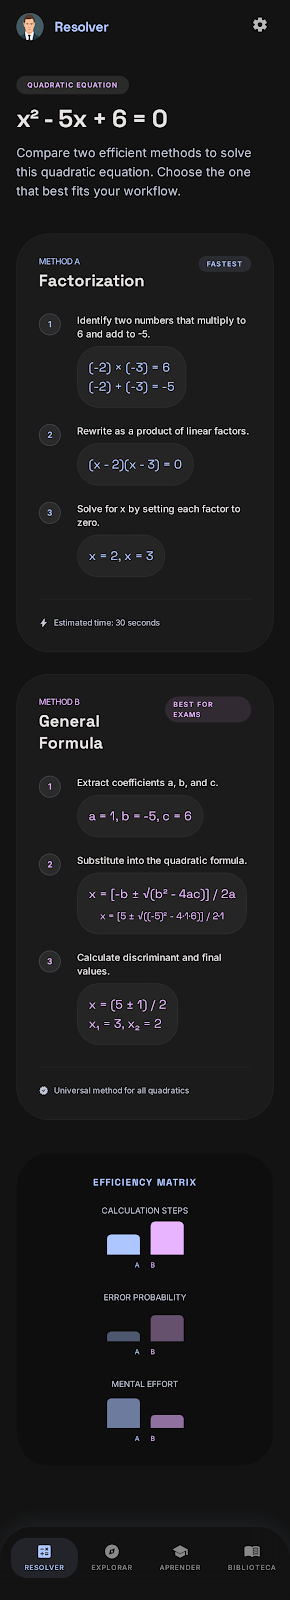 Resolver
QUADRATIC EQUATION
x² - 5x + 6 = 0
Compare two efficient methods to solve
this quadratic equation. Choose the one
that best fits your workflow.
METHOD A
FASTEST
Factorization
1
Identify two numbers that multiply to
6 and add to -5.
(-2) × (-3) = 6
(-2) + (-3) = -5
2
Rewrite as a product of linear factors.
(x - 2)(x - 3) = 0
3
Solve for x by setting each factor to
zero.
x = 2, x = 3
Estimated time: 30 seconds
METHOD B
BEST FOR
EXAMS
General
Formula
1
Extract coefficients a, b, and c.
a = 1, b = -5, c = 6
2
Substitute into the quadratic formula.
x = [-b ± √(b² - 4ac)] / 2a
x = [5 ± √((-5)² - 4·1·6)] / 2·1
3
Calculate discriminant and final
values.
x = (5 ± 1) / 2
x₁ = 3, x₂ = 2
Universal method for all quadratics
EFFICIENCY MATRIX
CALCULATION STEPS
A B
ERROR PROBABILITY
A B
MENTAL EFFORT
A B
RESOLVER EXPLORAR APRENDER BIBLIOTECA